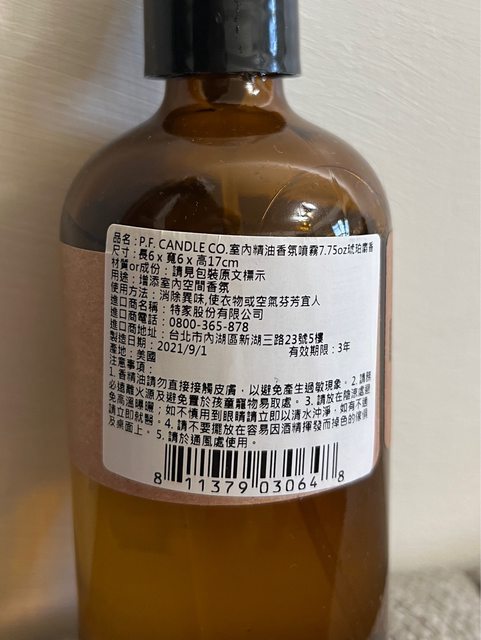 品名：P.F. CANDLE CO.室內精油香氛噴霧7.75oz琥珀麝香
尺寸：長6 x 寬6 x 高17cm
材質or成份：請見包裝原文標示
用途：增添室內空間香氛
使用方法：消除異味,使衣物或空氣芬芳宜人
進口商名稱：特家股份有限公司
進口商電話：0800-365-878
進口商地址：台北市內湖區新湖三路23號5樓
製造日期：2021/9/1 有效期限：3年
產地：美國
注意事項：
1. 香精油請勿直接接觸皮膚，以避免產生過敏現象。2. 請務
必遠離火源及避免置於孩童寵物易取處。3. 請放在陰涼處避
免高溫曝曬；如不慎用到眼睛請立即以清水沖淨，如有不適
請立即就醫。4. 請不要擺放在容易因酒精揮發而掉色的傢俱
及桌面上。5. 請於通風處使用。
8 11379 03064 8